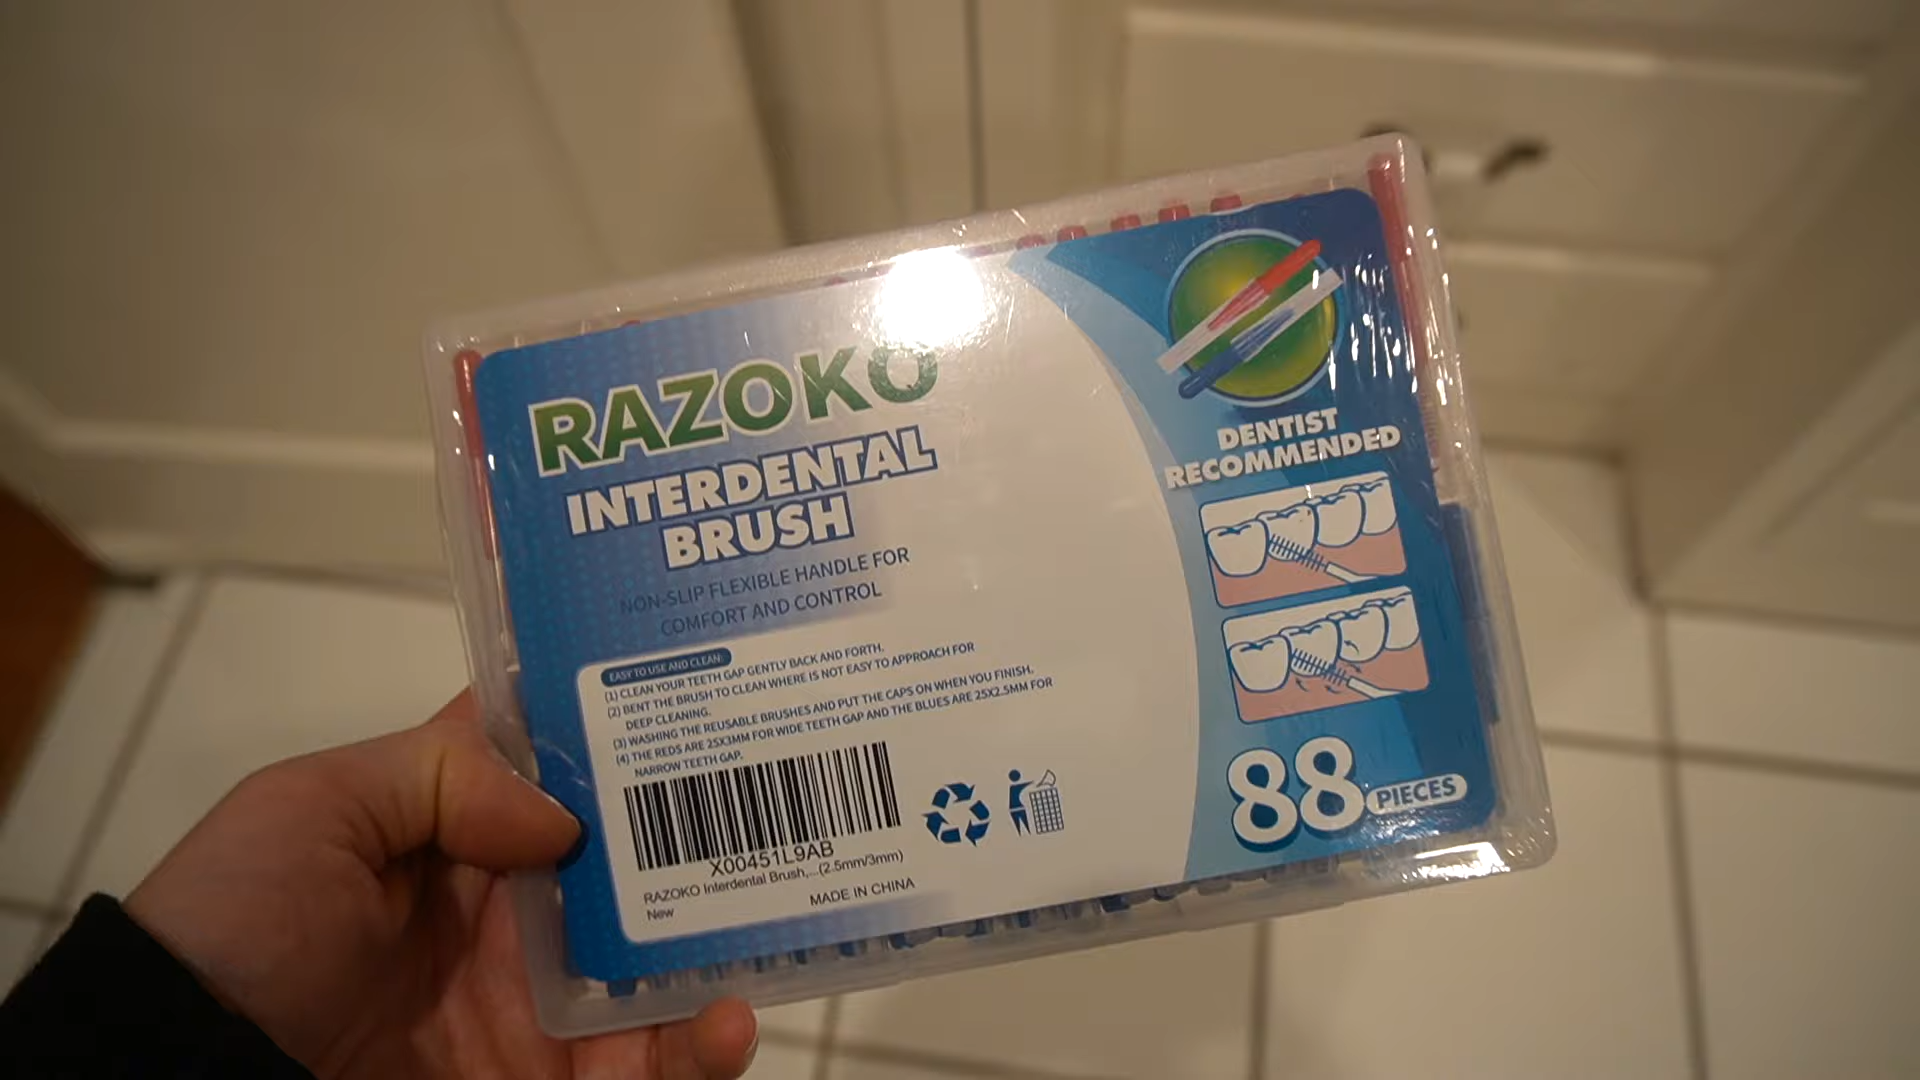 RAZOKO
INTERDENTAL
BRUSH
NON-SLIP FLEXIBLE HANDLE FOR
COMFORT AND CONTROL
EASY TO USE AND CLEAN:
(1) CLEAN YOUR TEETH GAP GENTLY BACK AND FORTH.
(2) BENT THE BRUSH TO CLEAN WHERE IS NOT EASY TO APPROACH FOR
DEEP CLEANING.
(3) WASHING THE REUSABLE BRUSHES AND PUT THE CAPS ON WHEN YOU FINISH.
(4) THE REDS ARE 25X3MM FOR WIDE TEETH GAP AND THE BLUES ARE 25X2.5MM FOR
NARROW TEETH GAP.
X00451L9AB
RAZOKO Interdental Brush,...(2.5mm/3mm)
New
MADE IN CHINA
DENTIST
RECOMMENDED
88 PIECES